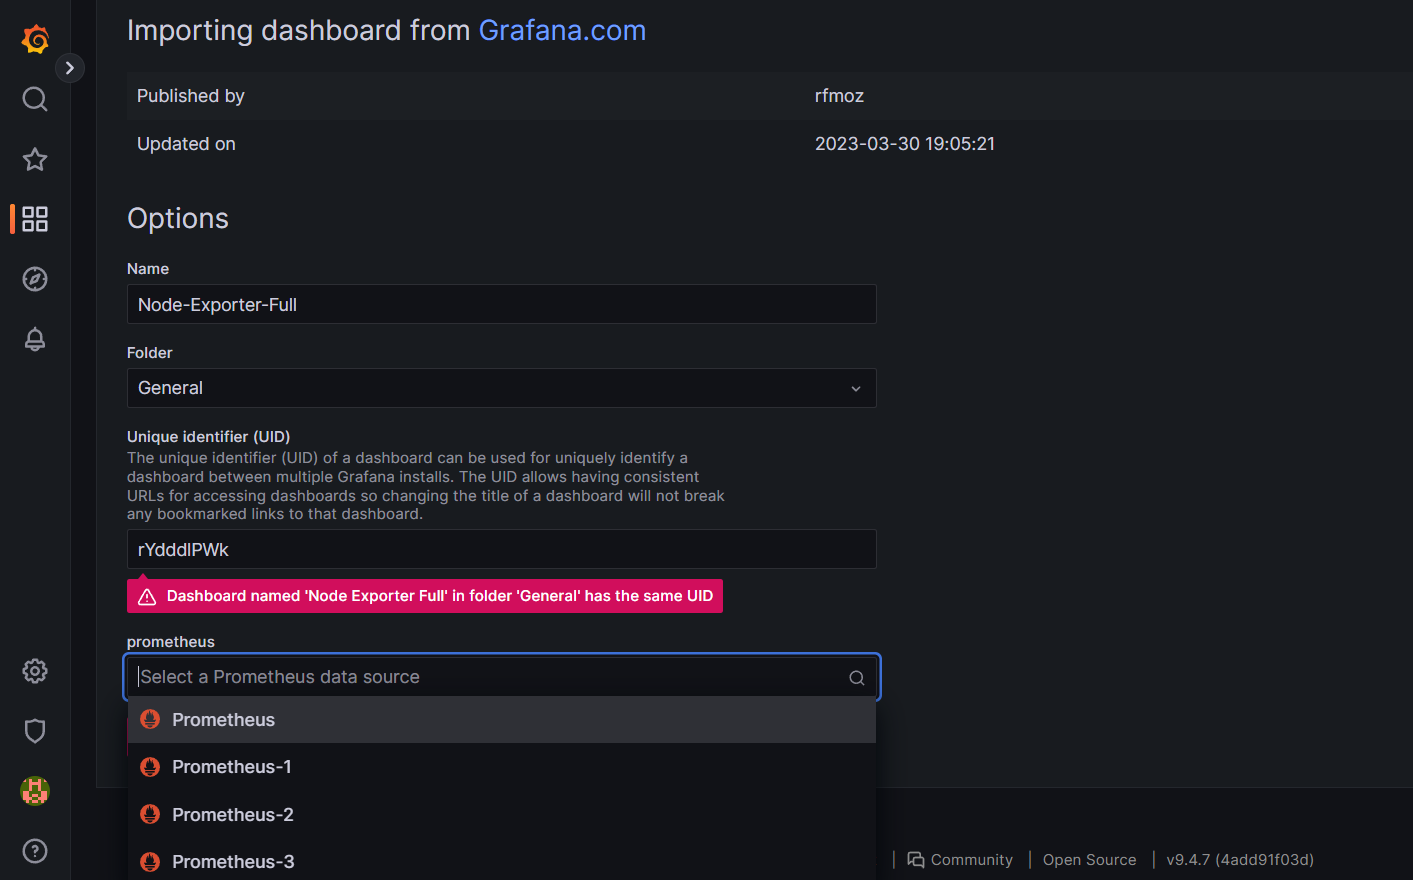 Importing dashboard from Grafana.com
Published by rfmoz
Updated on 2023-03-30 19:05:21
Options
Name
Node-Exporter-Full
Folder
General
Unique identifier (UID)
The unique identifier (UID) of a dashboard can be used for uniquely identify a
dashboard between multiple Grafana installs. The UID allows having consistent
URLs for accessing dashboards so changing the title of a dashboard will not break
any bookmarked links to that dashboard.
rYdddlPWk
Dashboard named 'Node Exporter Full' in folder 'General' has the same UID
prometheus
Select a Prometheus data source
Prometheus
Prometheus-1
Prometheus-2
Prometheus-3
Community | Open Source | v9.4.7 (4add91f03d)